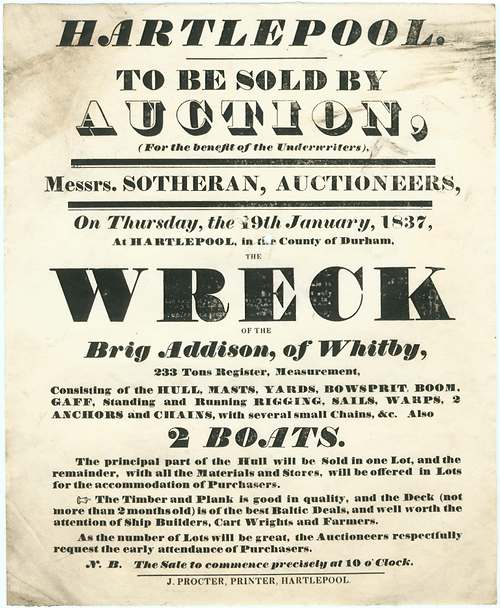 HARTLEPOOL.
TO BE SOLD BY
AUCTION,
(For the benefit of the Underwriters),
Messrs. SOTHERAN, AUCTIONEERS,
On Thursday, the 19th January, 1837,
At HARTLEPOOL, in the County of Durham,
THE
WRECK
OF THE
Brig Addison, of Whitby,
233 Tons Register, Measurement,
Consisting of the HULL, MASTS, YARDS, BOWSPRIT, BOOM,
GAFF, Standing and Running RIGGING, SAILS, WARPS, 2
ANCHORS and CHAINS, with several small Chains, &c. Also
2 BOATS.
The principal part of the Hull will be Sold in one Lot, and the
remainder, with all the Materials and Stores, will be offered in Lots
for the accommodation of Purchasers.
☞ The Timber and Plank is good in quality, and the Deck (not
more than 2 months old) is of the best Baltic Deals, and well worth the
attention of Ship Builders, Cart Wrights and Farmers.
As the number of Lots will be great, the Auctioneers respectfully
request the early attendance of Purchasers.
N. B. The Sale to commence precisely at 10 o'Clock.
J. PROCTER, PRINTER, HARTLEPOOL.